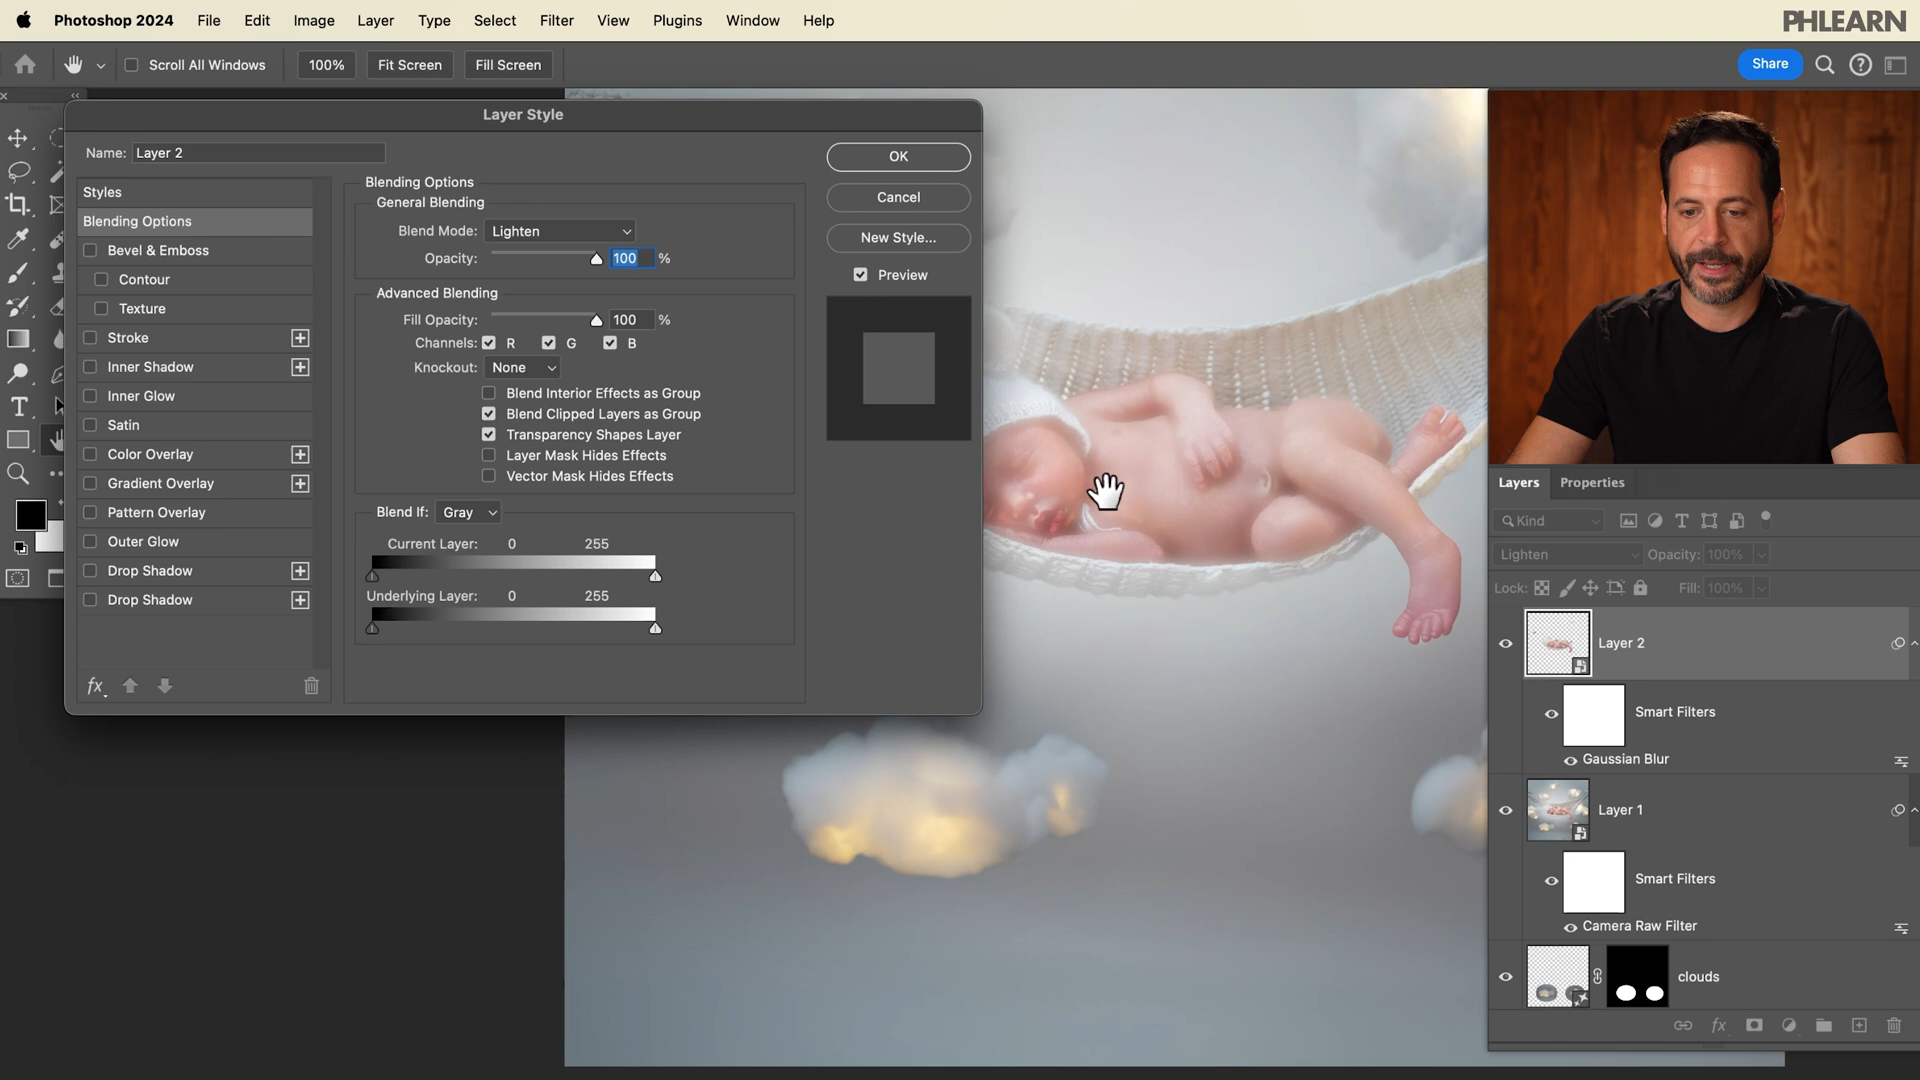 Photoshop 2024 File Edit Image Layer Type Select Filter View Plugins Window Help
PHLEARN
Scroll All Windows 100% Fit Screen Fill Screen
Share
Layer Style
Name: Layer 2
Styles
Blending Options
Bevel & Emboss
Contour
Texture
Stroke
Inner Shadow
Inner Glow
Satin
Color Overlay
Gradient Overlay
Pattern Overlay
Outer Glow
Drop Shadow
Drop Shadow
fx
Blending Options
General Blending
Blend Mode: Lighten
Opacity: 100 %
Advanced Blending
Fill Opacity: 100 %
Channels: R G B
Knockout: None
Blend Interior Effects as Group
Blend Clipped Layers as Group
Transparency Shapes Layer
Layer Mask Hides Effects
Vector Mask Hides Effects
Blend If: Gray
Current Layer: 0 255
Underlying Layer: 0 255
OK
Cancel
New Style...
Preview
Layers Properties
Kind
Lighten Opacity: 100%
Lock: Fill: 100%
Layer 2
Smart Filters
Gaussian Blur
Layer 1
Smart Filters
Camera Raw Filter
clouds
fx